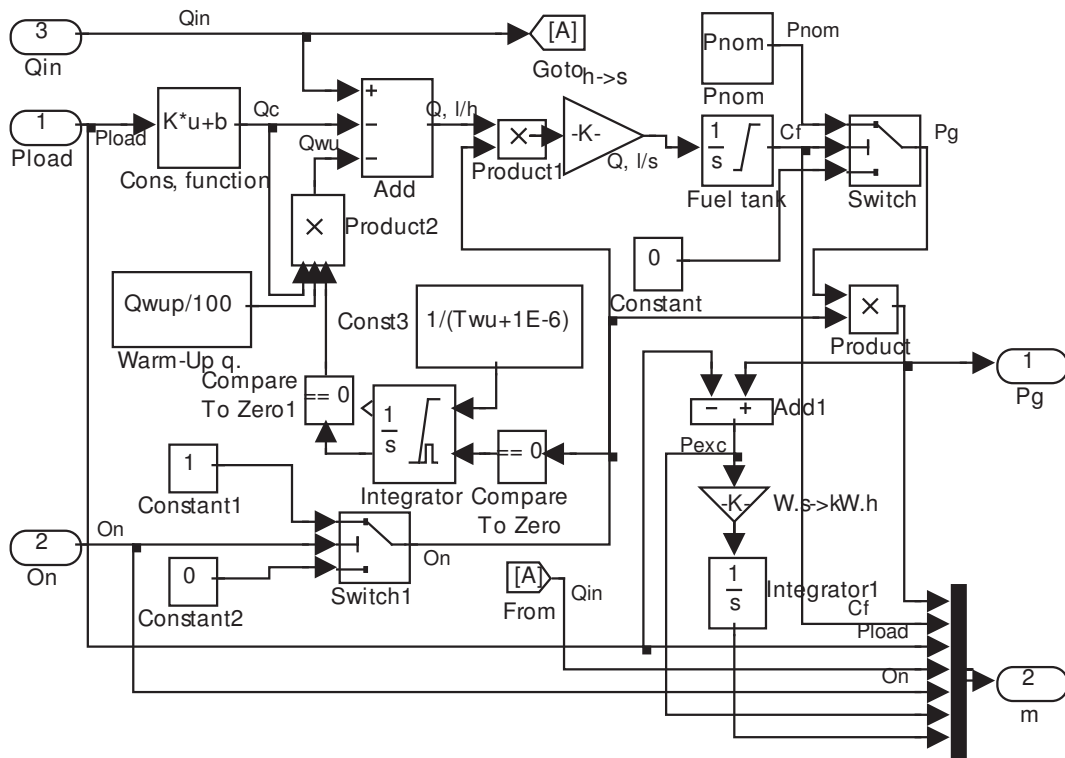 3
Qin
Qin
[A]
Goto
h->s
Pnom
Pnom
Pnom
1
Pload
Pload
K*u+b
Cons, function
Qc
Qwu
+
−
−
Add
Q, l/h
×
Product1
-K-
Q, l/s
1
s
Fuel tank
Cf
Switch
Pg
×
Product2
0
Constant
Qwup/100
Warm-Up q.
Const3
1/(Twu+1E-6)
×
Product
1
Pg
Compare
To Zero1
== 0
1
s
Integrator
== 0
Compare
To Zero
− +
Add1
Pexc
-K-
W.s->kW.h
1
Constant1
2
On
On
0
Constant2
Switch1
On
[A]
From
Qin
1
s
Integrator1
Cf
Pload
On
2
m